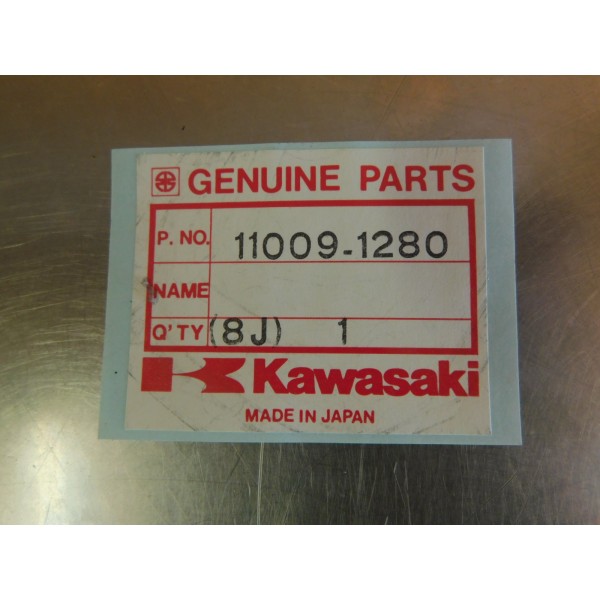 GENUINE PARTS
P. NO. 11009-1280
NAME
Q'TY (8J) 1
Kawasaki
MADE IN JAPAN